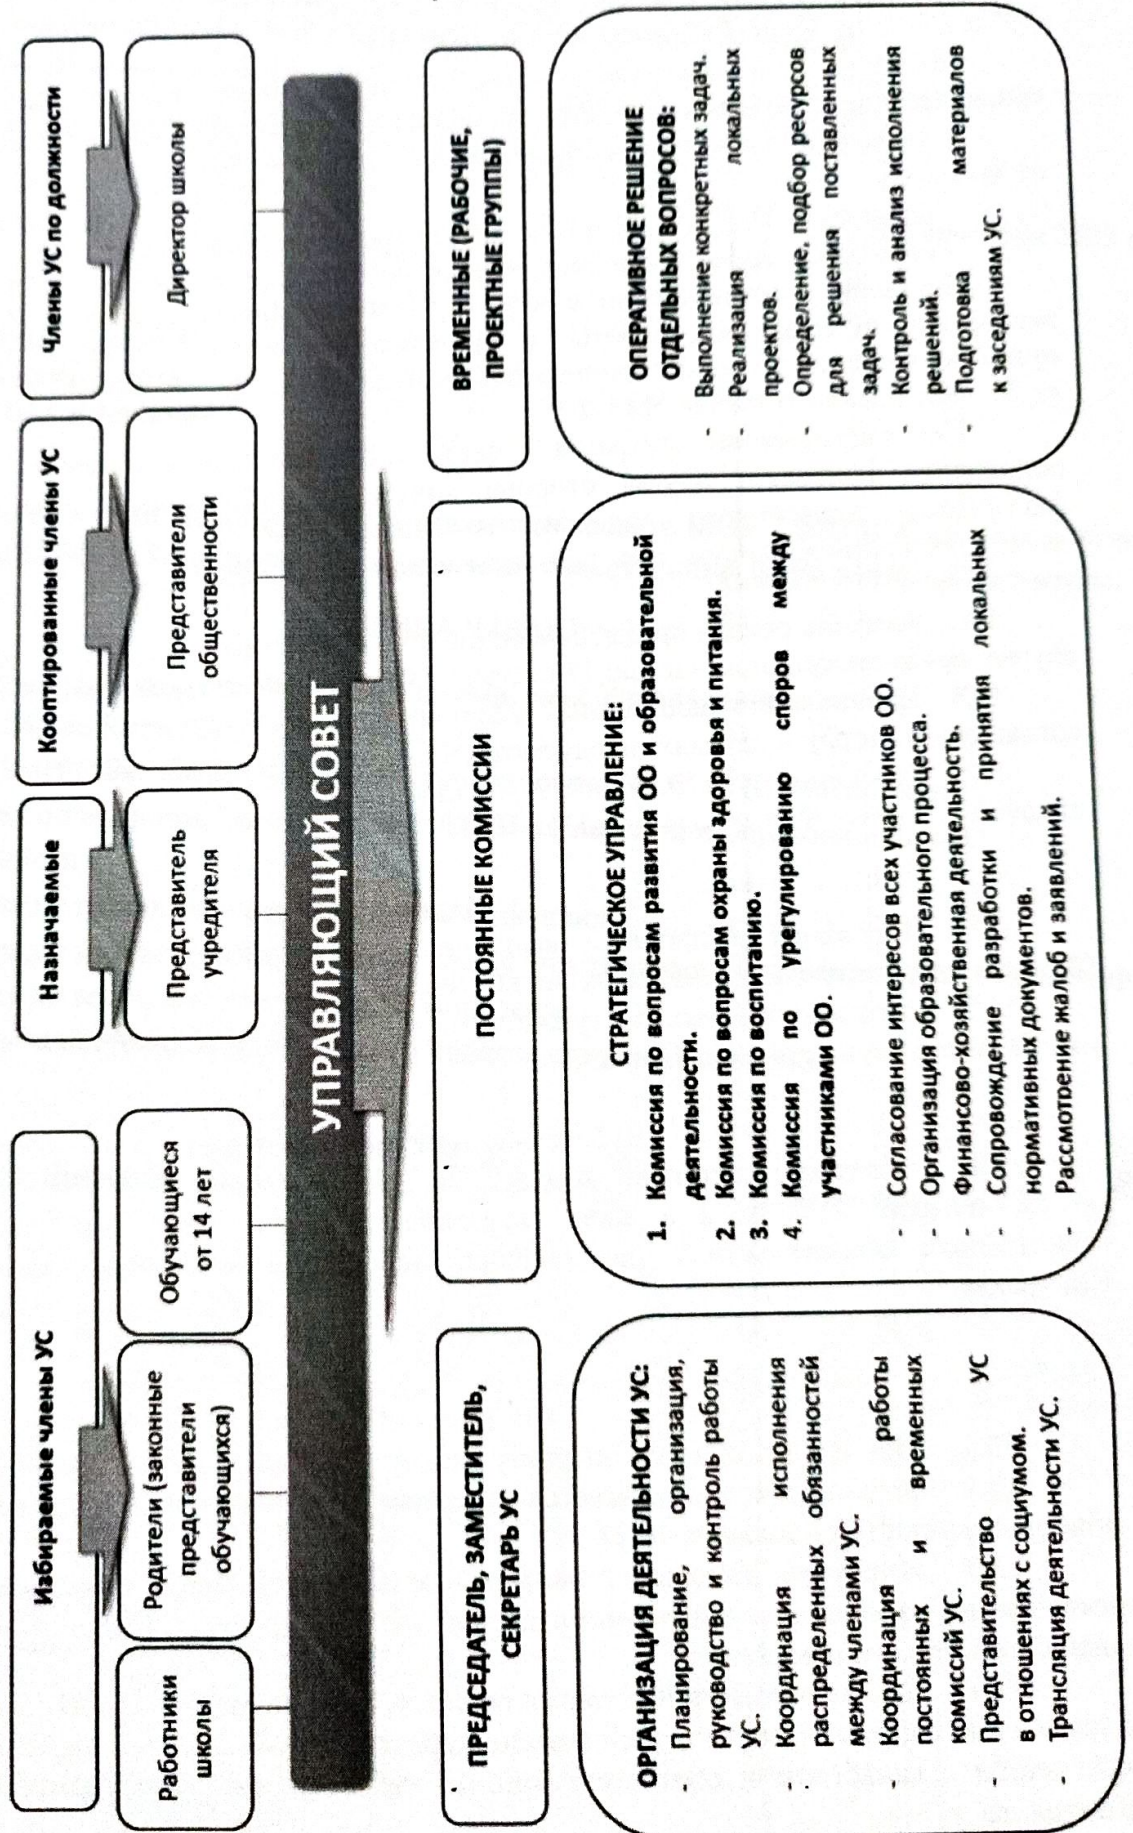 Избираемые члены УС
Назначаемые
Кооптированные члены УС
Члены УС по должности
Работники
школы
Родители (законные
представители
обучающихся)
Обучающиеся
от 14 лет
Представитель
учредителя
Представители
общественности
Директор школы
УПРАВЛЯЮЩИЙ СОВЕТ
ПРЕДСЕДАТЕЛЬ, ЗАМЕСТИТЕЛЬ,
СЕКРЕТАРЬ УС
ПОСТОЯННЫЕ КОМИССИИ
ВРЕМЕННЫЕ (РАБОЧИЕ,
ПРОЕКТНЫЕ ГРУППЫ)
ОРГАНИЗАЦИЯ ДЕЯТЕЛЬНОСТИ УС:
- Планирование, организация,
руководство и контроль работы
УС.
- Координация исполнения
распределенных обязанностей
между членами УС.
- Координация работы
постоянных и временных
комиссий УС.
- Представительство УС
в отношениях с социумом.
- Трансляция деятельности УС.
СТРАТЕГИЧЕСКОЕ УПРАВЛЕНИЕ:
1. Комиссия по вопросам развития ОО и образовательной
деятельности.
2. Комиссия по вопросам охраны здоровья и питания.
3. Комиссия по воспитанию.
4. Комиссия по урегулированию споров между
участниками ОО.
- Согласование интересов всех участников ОО.
- Организация образовательного процесса.
- Финансово-хозяйственная деятельность.
- Сопровождение разработки и принятия локальных
нормативных документов.
- Рассмотрение жалоб и заявлений.
ОПЕРАТИВНОЕ РЕШЕНИЕ
ОТДЕЛЬНЫХ ВОПРОСОВ:
- Выполнение конкретных задач.
- Реализация локальных
проектов.
- Определение, подбор ресурсов
для решения поставленных
задач.
- Контроль и анализ исполнения
решений.
- Подготовка материалов
к заседаниям УС.